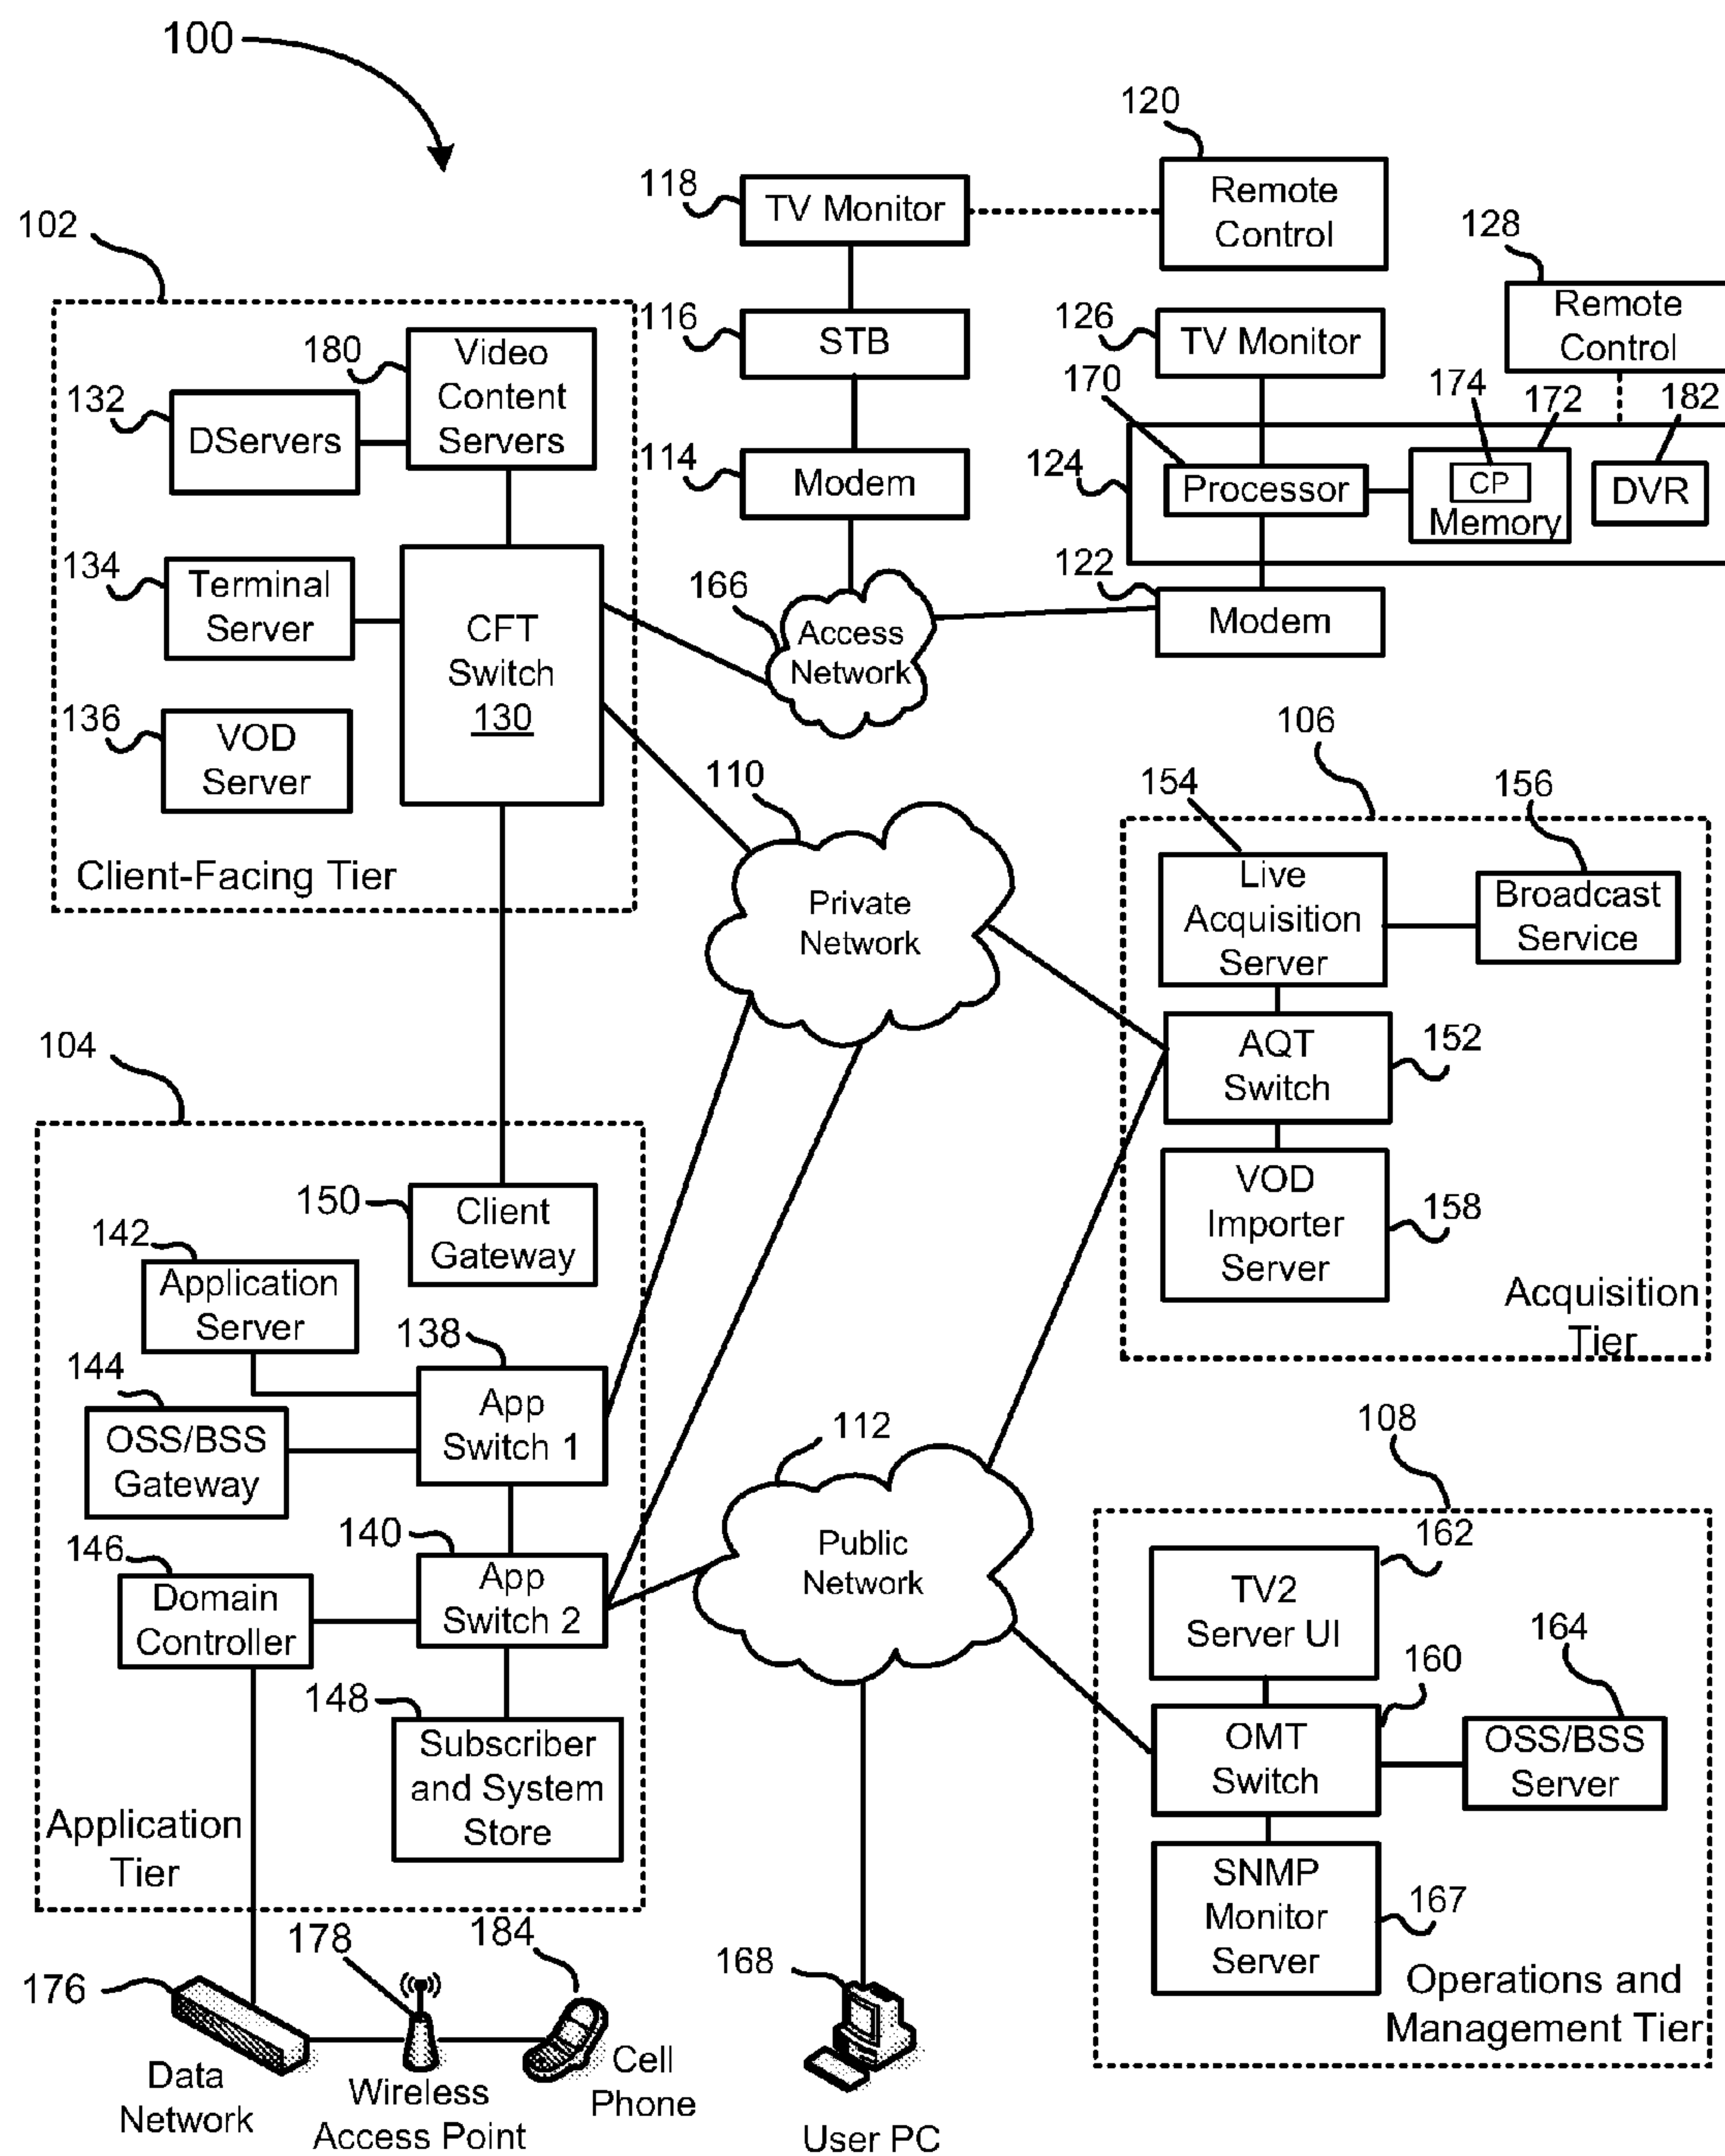 100
120
118
TV Monitor
Remote
Control
102
128
Remote
Control
116
STB
126
TV Monitor
180
Video
Content
Servers
170
174
172
182
132
DServers
114
Modem
124
Processor
CP
Memory
DVR
134
Terminal
Server
CFT
Switch
130
166
Access
Network
122
Modem
136
VOD
Server
Client-Facing Tier
110
Private
Network
106
154
156
Live
Acquisition
Server
Broadcast
Service
AQT
Switch
152
VOD
Importer
Server
158
Acquisition
Tier
104
150
Client
Gateway
142
Application
Server
138
App
Switch 1
144
OSS/BSS
Gateway
140
App
Switch 2
146
Domain
Controller
148
Subscriber
and System
Store
Application
Tier
112
Public
Network
108
162
TV2
Server UI
160
164
OMT
Switch
OSS/BSS
Server
SNMP
Monitor
Server
167
Operations and
Management Tier
176
178
184
168
Data
Network
Wireless
Access Point
Cell
Phone
User PC